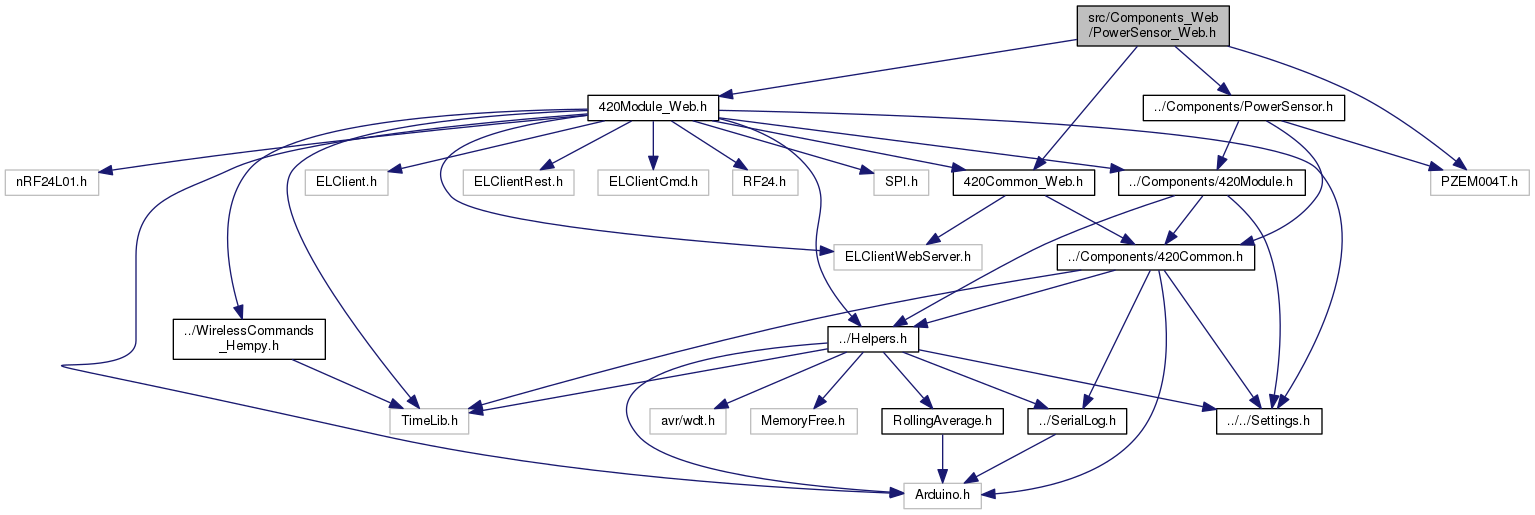 src/Components_Web
/PowerSensor_Web.h
420Module_Web.h
../Components/PowerSensor.h
nRF24L01.h
ELClient.h
ELClientRest.h
ELClientCmd.h
RF24.h
SPI.h
420Common_Web.h
../Components/420Module.h
PZEM004T.h
ELClientWebServer.h
../Components/420Common.h
../WirelessCommands
_Hempy.h
../Helpers.h
TimeLib.h
avr/wdt.h
MemoryFree.h
RollingAverage.h
../SerialLog.h
../../Settings.h
Arduino.h